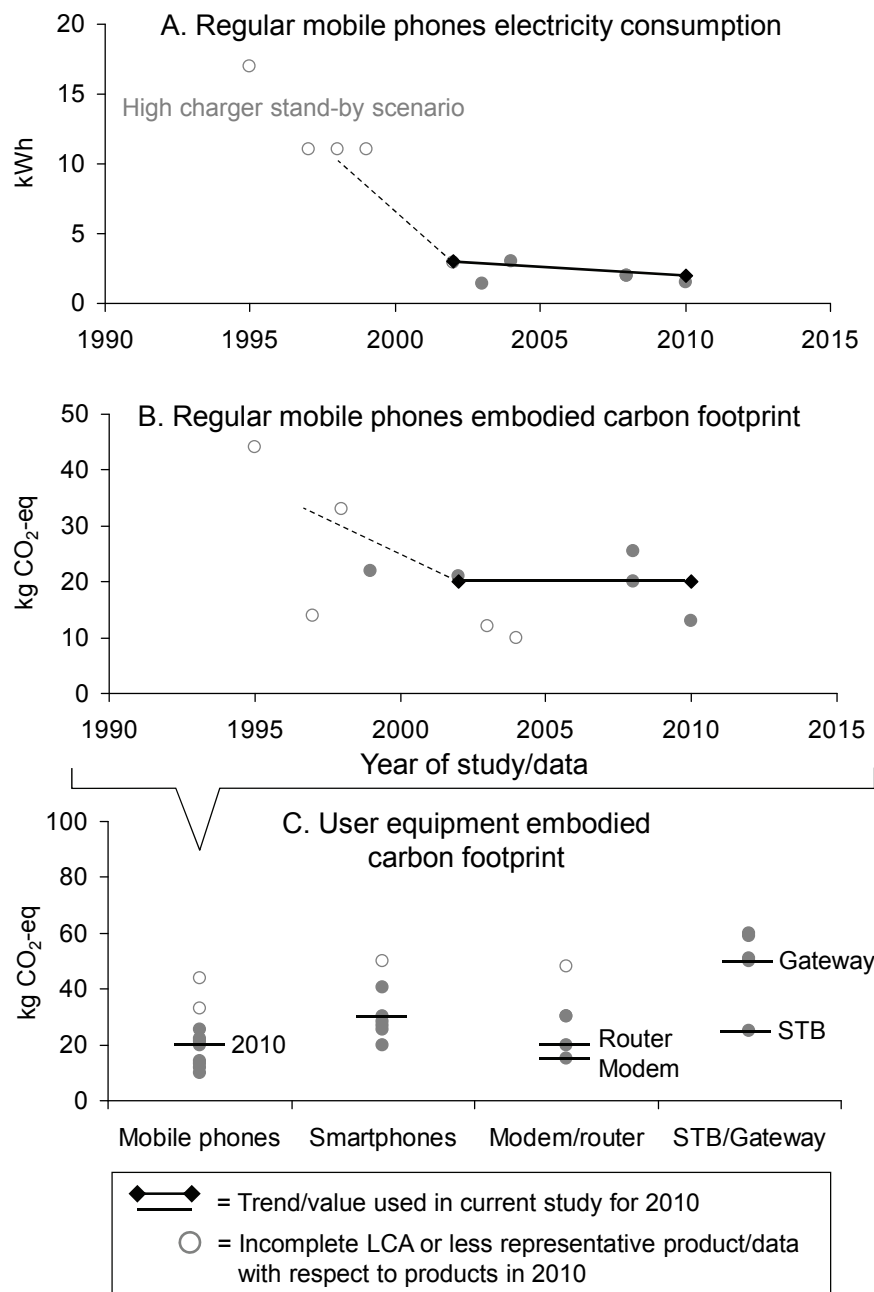 A. Regular mobile phones electricity consumption
20
15
10
5
0
kWh
High charger stand-by scenario
1990 1995 2000 2005 2010 2015
B. Regular mobile phones embodied carbon footprint
50
40
30
20
10
0
kg CO₂-eq
1990 1995 2000 2005 2010 2015
Year of study/data
C. User equipment embodied
carbon footprint
100
80
60
40
20
0
kg CO₂-eq
2010
Router
Modem
Gateway
STB
Mobile phones Smartphones Modem/router STB/Gateway
= Trend/value used in current study for 2010
= Incomplete LCA or less representative product/data
with respect to products in 2010